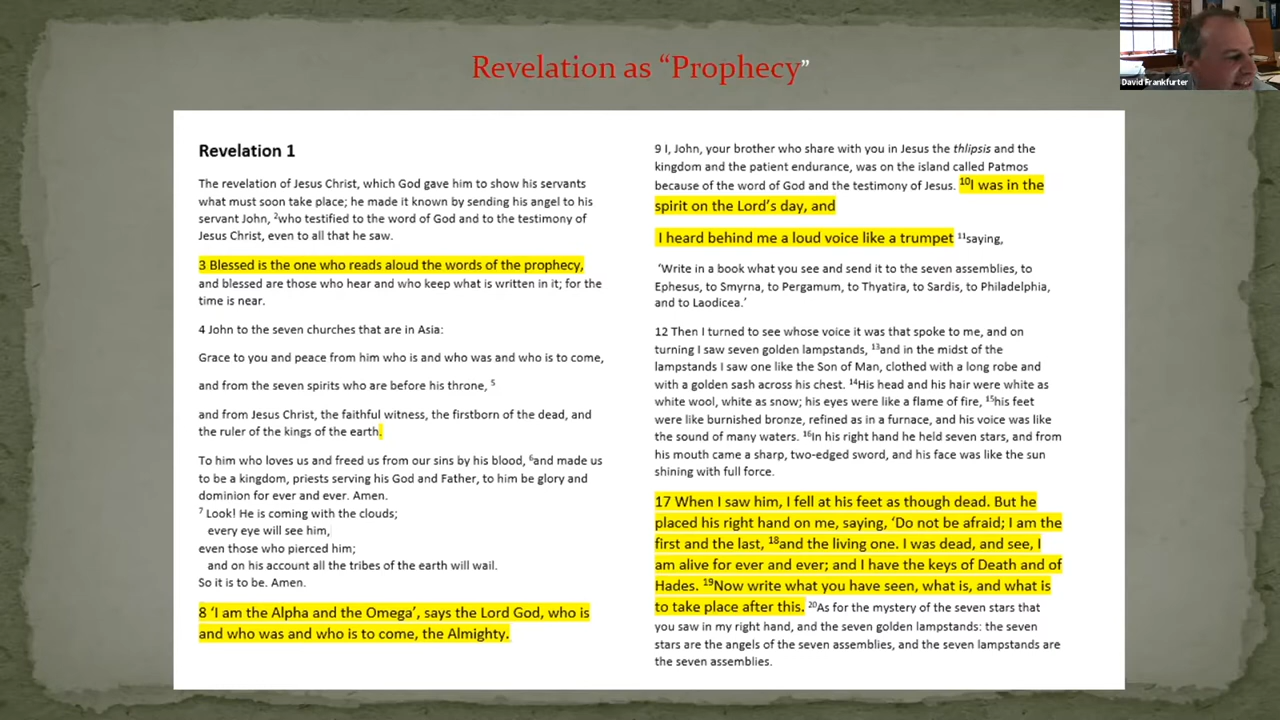 Revelation as “Prophecy”
David Frankfurter
Revelation 1
The revelation of Jesus Christ, which God gave him to show his servants
what must soon take place; he made it known by sending his angel to his
servant John, ²who testified to the word of God and to the testimony of
Jesus Christ, even to all that he saw.
3 Blessed is the one who reads aloud the words of the prophecy,
and blessed are those who hear and who keep what is written in it; for the
time is near.
4 John to the seven churches that are in Asia:
Grace to you and peace from him who is and who was and who is to come,
and from the seven spirits who are before his throne, ⁵
and from Jesus Christ, the faithful witness, the firstborn of the dead, and
the ruler of the kings of the earth.
To him who loves us and freed us from our sins by his blood, ⁶and made us
to be a kingdom, priests serving his God and Father, to him be glory and
dominion for ever and ever. Amen.
⁷ Look! He is coming with the clouds;
every eye will see him,
even those who pierced him;
and on his account all the tribes of the earth will wail.
So it is to be. Amen.
8 ‘I am the Alpha and the Omega’, says the Lord God, who is
and who was and who is to come, the Almighty.
9 I, John, your brother who share with you in Jesus the thlipsis and the
kingdom and the patient endurance, was on the island called Patmos
because of the word of God and the testimony of Jesus. ¹⁰I was in the
spirit on the Lord’s day, and
I heard behind me a loud voice like a trumpet ¹¹saying,
‘Write in a book what you see and send it to the seven assemblies, to
Ephesus, to Smyrna, to Pergamum, to Thyatira, to Sardis, to Philadelphia,
and to Laodicea.’
12 Then I turned to see whose voice it was that spoke to me, and on
turning I saw seven golden lampstands, ¹³and in the midst of the
lampstands I saw one like the Son of Man, clothed with a long robe and
with a golden sash across his chest. ¹⁴His head and his hair were white as
white wool, white as snow; his eyes were like a flame of fire, ¹⁵his feet
were like burnished bronze, refined as in a furnace, and his voice was like
the sound of many waters. ¹⁶In his right hand he held seven stars, and from
his mouth came a sharp, two-edged sword, and his face was like the sun
shining with full force.
17 When I saw him, I fell at his feet as though dead. But he
placed his right hand on me, saying, ‘Do not be afraid; I am the
first and the last, ¹⁸and the living one. I was dead, and see, I
am alive for ever and ever; and I have the keys of Death and of
Hades. ¹⁹Now write what you have seen, what is, and what is
to take place after this. ²⁰As for the mystery of the seven stars that
you saw in my right hand, and the seven golden lampstands: the seven
stars are the angels of the seven assemblies, and the seven lampstands are
the seven assemblies.